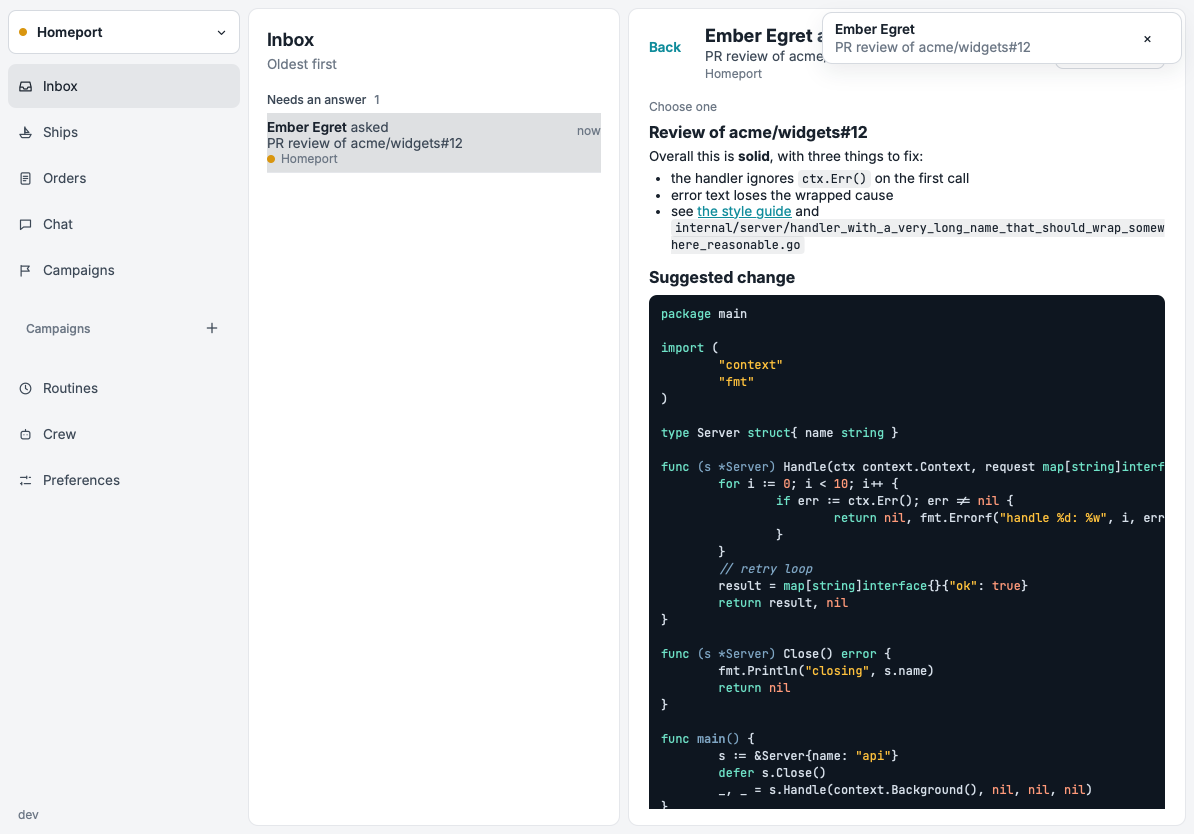 Homeport
Inbox
Ships
Orders
Chat
Campaigns
Campaigns
Routines
Crew
Preferences
dev
Inbox
Oldest first
Needs an answer 1
Ember Egret asked
now
PR review of acme/widgets#12
Homeport
Back
Ember Egret
PR review of acme/
Homeport
Ember Egret
PR review of acme/widgets#12
×
Choose one
Review of acme/widgets#12
Overall this is solid, with three things to fix:
• the handler ignores ctx.Err() on the first call
• error text loses the wrapped cause
• see the style guide and
internal/server/handler_with_a_very_long_name_that_should_wrap_somew
here_reasonable.go
Suggested change
package main
import (
"context"
"fmt"
)
type Server struct{ name string }
func (s *Server) Handle(ctx context.Context, request map[string]interf
for i := 0; i < 10; i++ {
if err := ctx.Err(); err != nil {
return nil, fmt.Errorf("handle %d: %w", i, err
}
}
// retry loop
result = map[string]interface{}{"ok": true}
return result, nil
}
func (s *Server) Close() error {
fmt.Println("closing", s.name)
return nil
}
func main() {
s := &Server{name: "api"}
defer s.Close()
_, _ = s.Handle(context.Background(), nil, nil, nil)
}